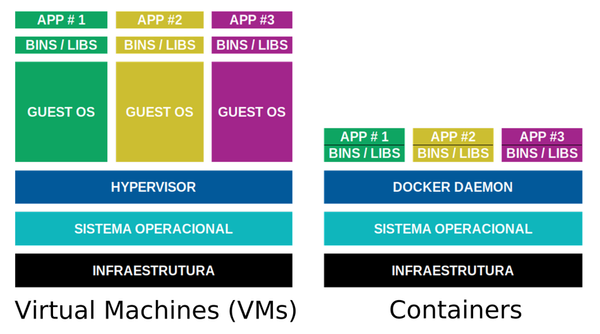 APP # 1 APP #2 APP #3
BINS / LIBS BINS / LIBS BINS / LIBS
GUEST OS GUEST OS GUEST OS
HYPERVISOR
SISTEMA OPERACIONAL
INFRAESTRUTURA
Virtual Machines (VMs)
APP # 1 APP #2 APP #3
BINS / LIBS BINS / LIBS BINS / LIBS
DOCKER DAEMON
SISTEMA OPERACIONAL
INFRAESTRUTURA
Containers